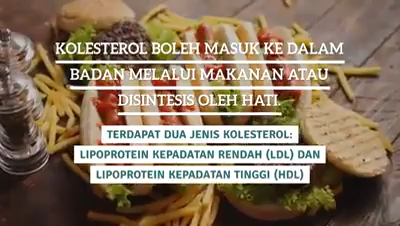 KOLESTEROL BOLEH MASUK KE DALAM
BADAN MELALUI MAKANAN ATAU
DISINTESIS OLEH HATI.
TERDAPAT DUA JENIS KOLESTEROL:
LIPOPROTEIN KEPADATAN RENDAH (LDL) DAN
LIPOPROTEIN KEPADATAN TINGGI (HDL)